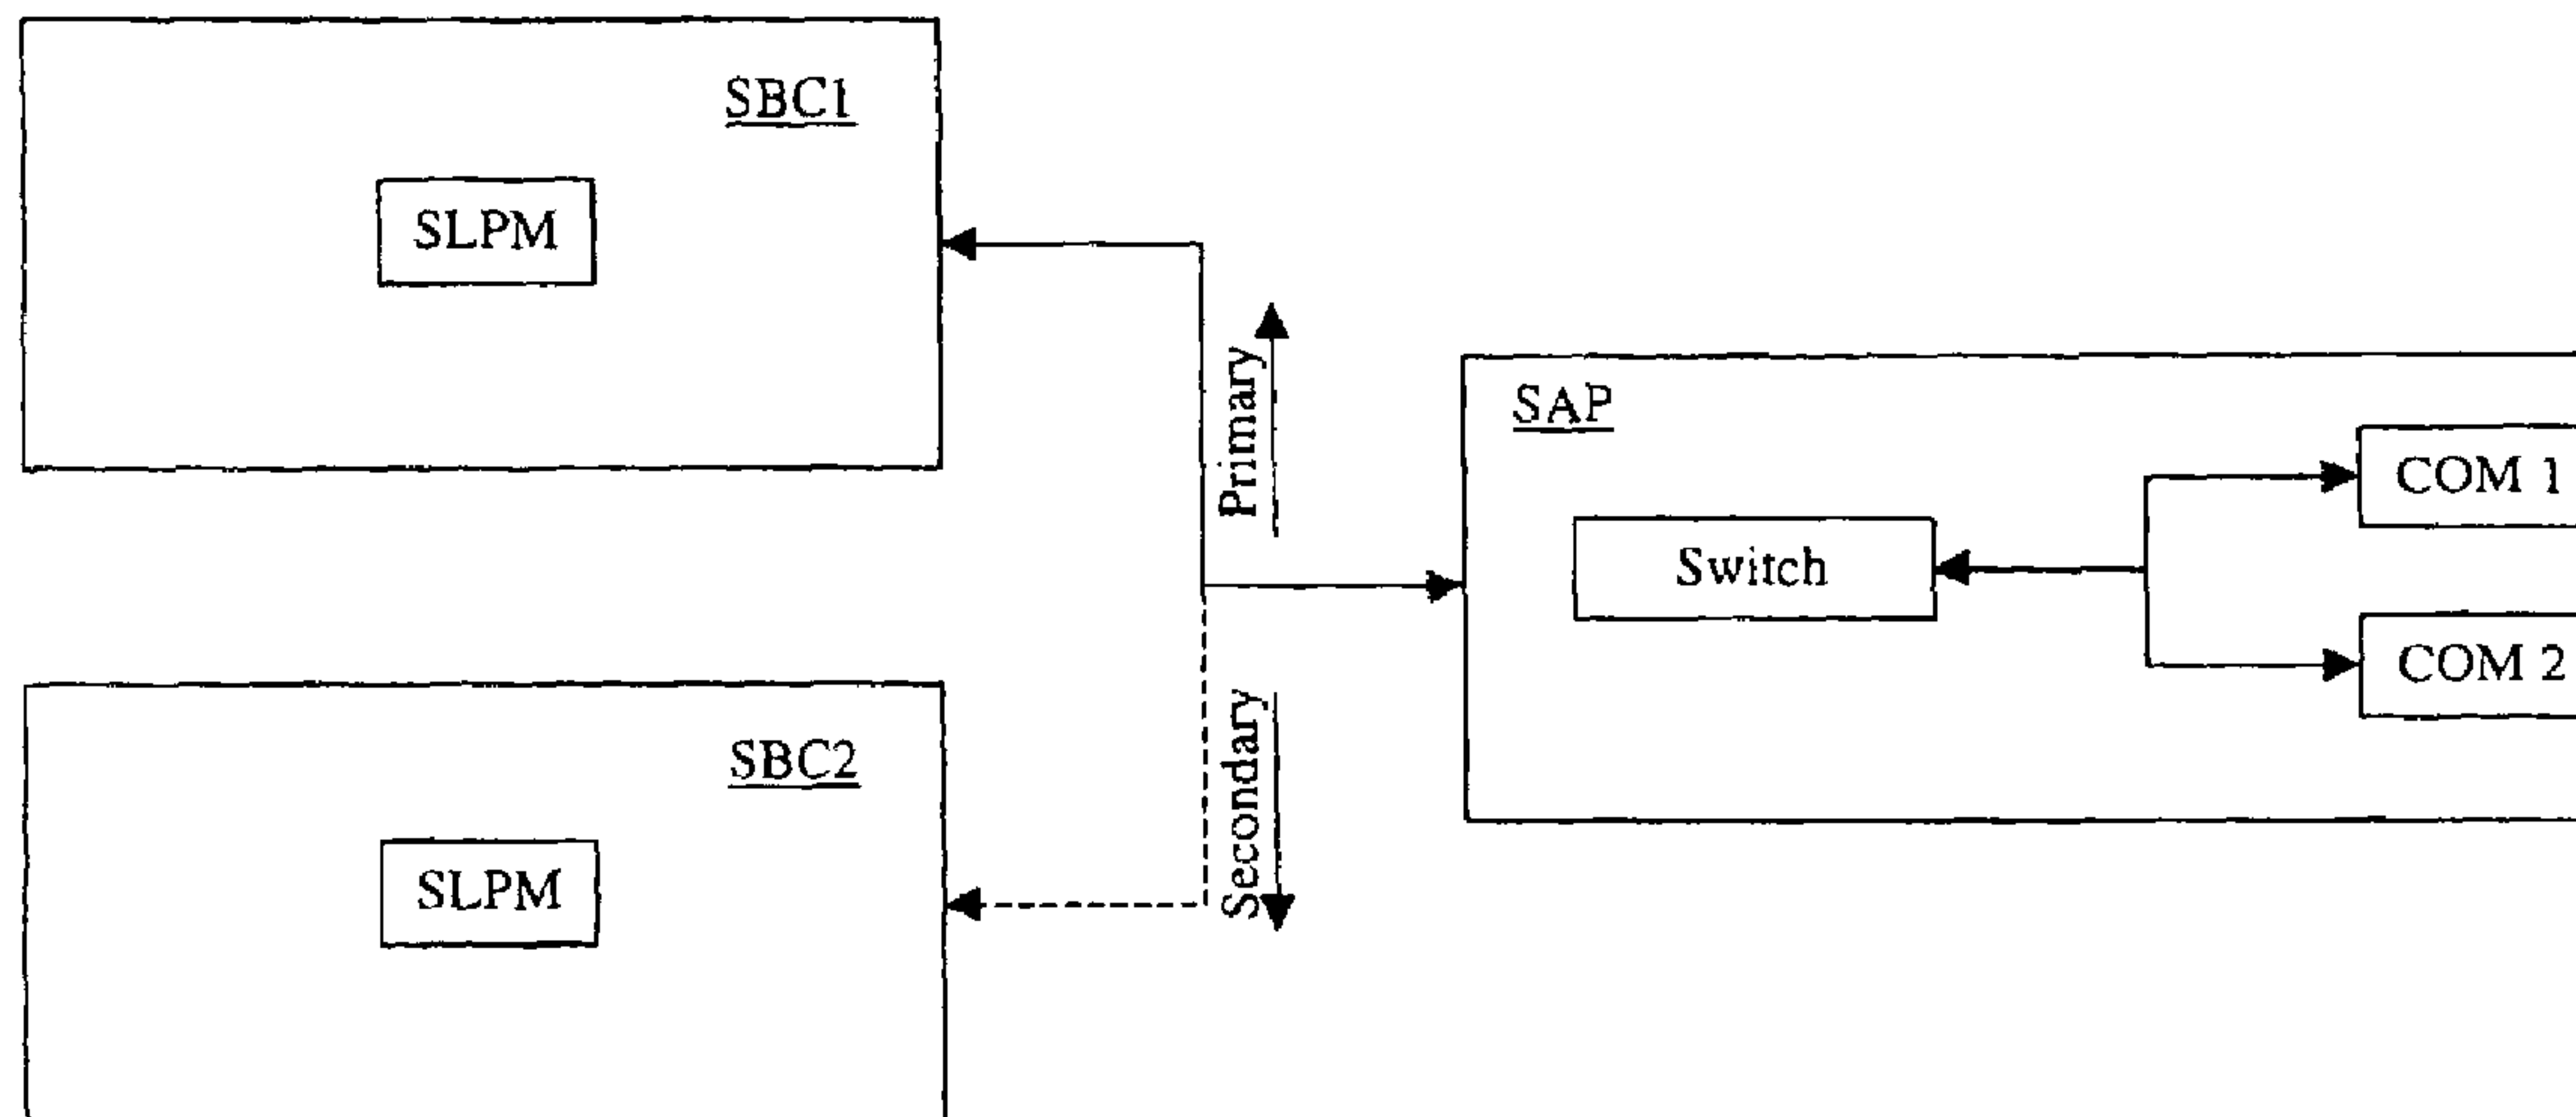 SBC1
SLPM
Primary
SAP
COM 1
Switch
COM 2
Secondary
SBC2
SLPM